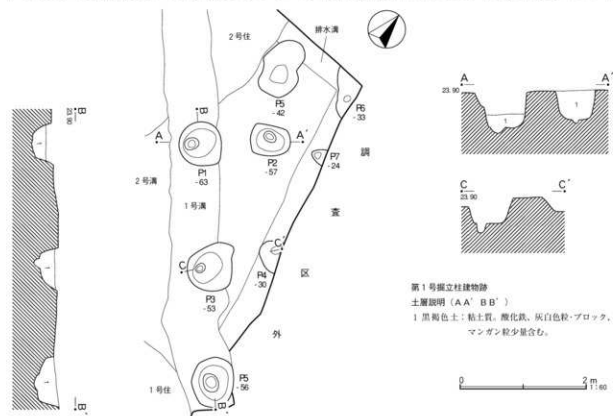 2号住
排水溝
P5
-42
P6
-33
B
A
A'
P1
-63
P2
-57
P7
-24
調
査
区
外
2号溝
1号溝
C
C'
P3
-53
P4
-30
1号住
P5
-56
B'
B
23.90
1
1
1
B'
A
A'
23.90
1
1
C
C'
23.90
第1号掘立柱建物跡
土層説明（AA' BB'）
1 黒褐色土：粘土質。酸化鉄、灰白色粒・ブロック、
マンガン粒少量含む。
0
2m
1:60